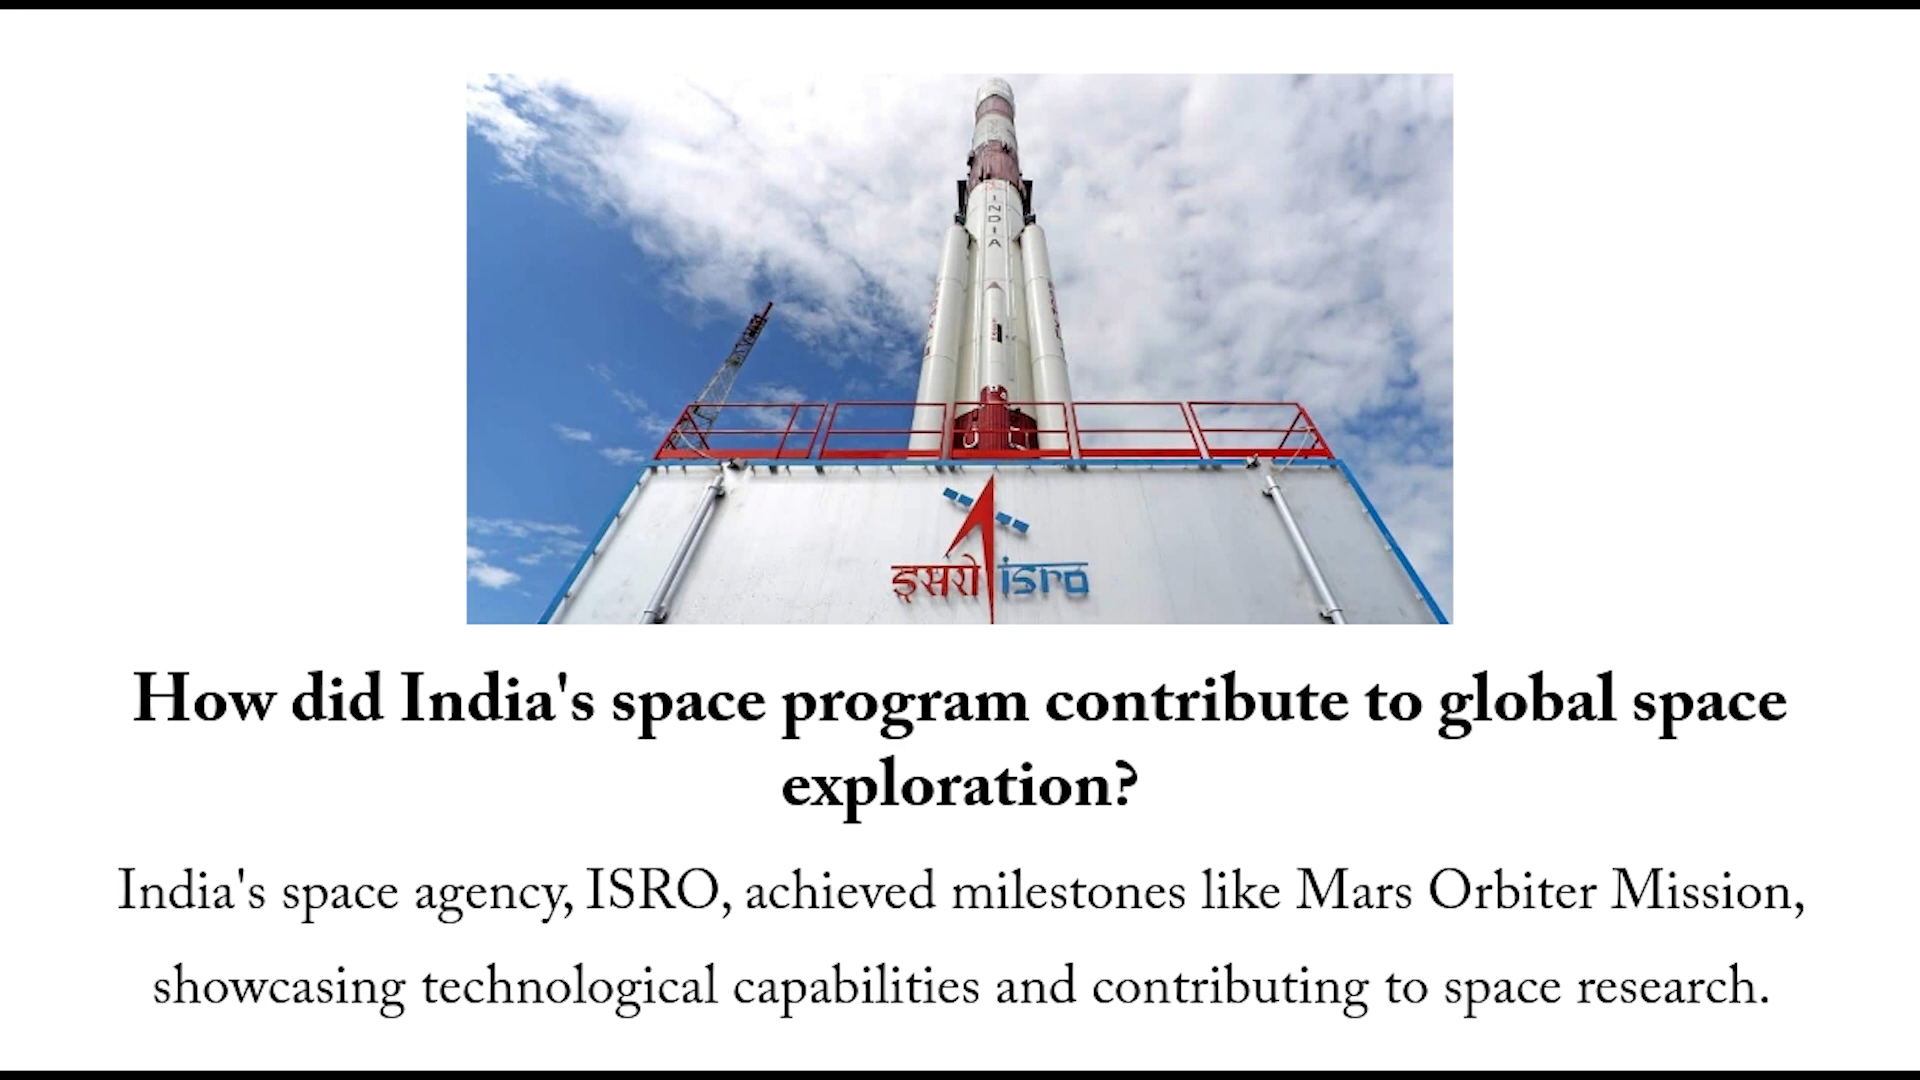 INDIA
इसरो isro
How did India's space program contribute to global space
exploration?
India's space agency, ISRO, achieved milestones like Mars Orbiter Mission,
showcasing technological capabilities and contributing to space research.